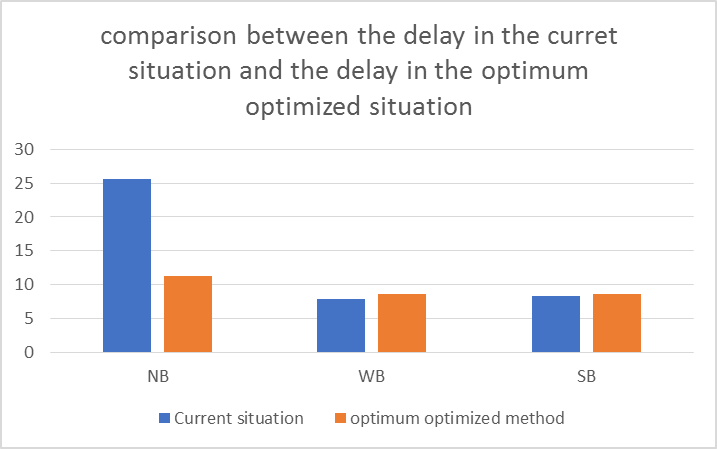 comparison between the delay in the curret
situation and the delay in the optimum
optimized situation
30
25
20
15
10
5
0
NB WB SB
Current situation optimum optimized method